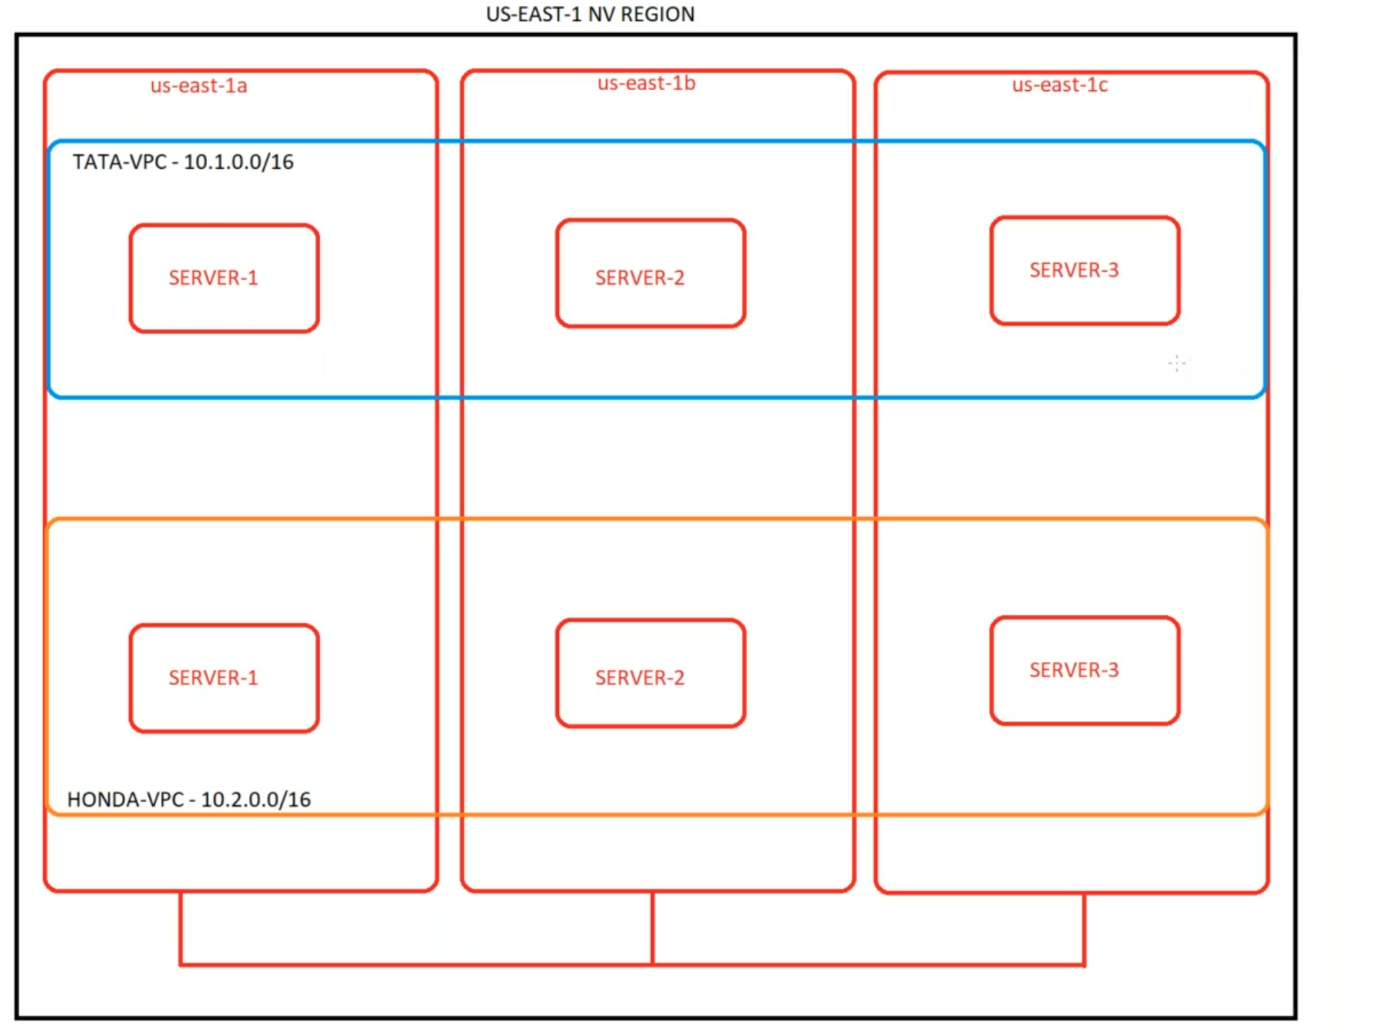 US-EAST-1 NV REGION
us-east-1a
us-east-1b
us-east-1c
TATA-VPC - 10.1.0.0/16
SERVER-1
SERVER-2
SERVER-3
SERVER-1
SERVER-2
SERVER-3
HONDA-VPC - 10.2.0.0/16